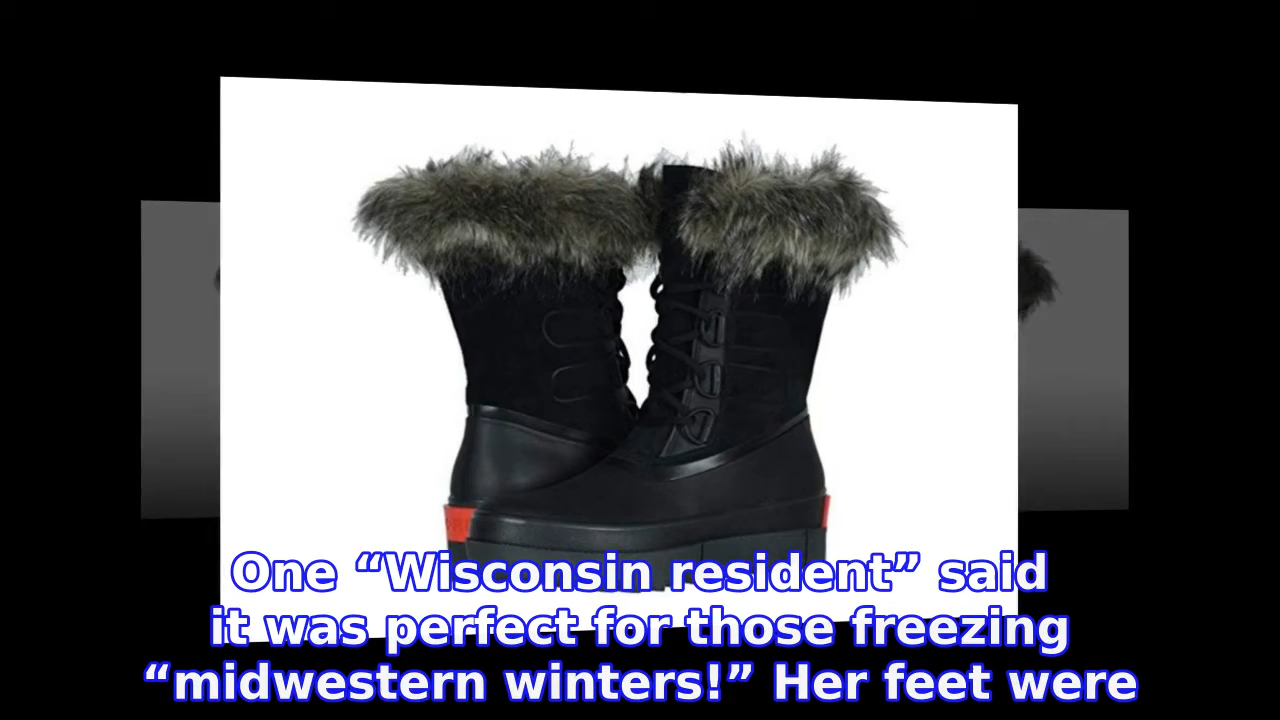 One “Wisconsin resident” said
it was perfect for those freezing
“midwestern winters!” Her feet were